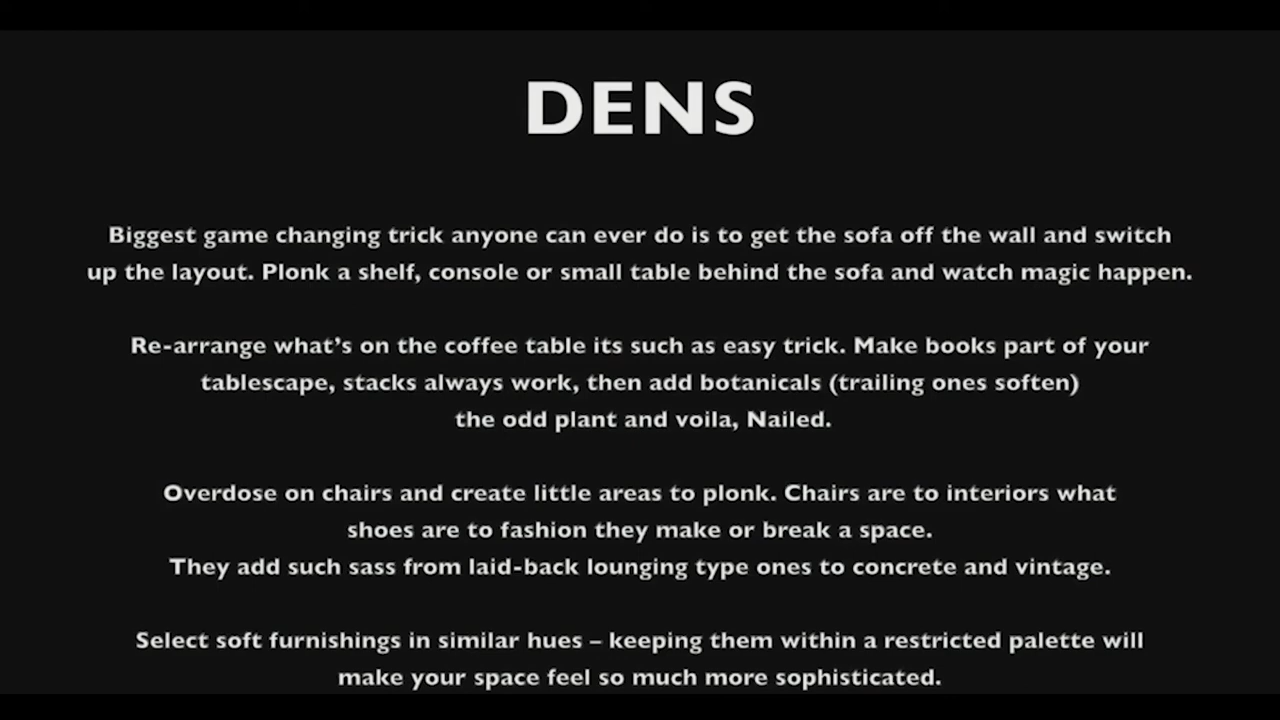 DENS
Biggest game changing trick anyone can ever do is to get the sofa off the wall and switch
up the layout. Plonk a shelf, console or small table behind the sofa and watch magic happen.
Re-arrange what’s on the coffee table its such as easy trick. Make books part of your
tablescape, stacks always work, then add botanicals (trailing ones soften)
the odd plant and voila, Nailed.
Overdose on chairs and create little areas to plonk. Chairs are to interiors what
shoes are to fashion they make or break a space.
They add such sass from laid-back lounging type ones to concrete and vintage.
Select soft furnishings in similar hues – keeping them within a restricted palette will
make your space feel so much more sophisticated.